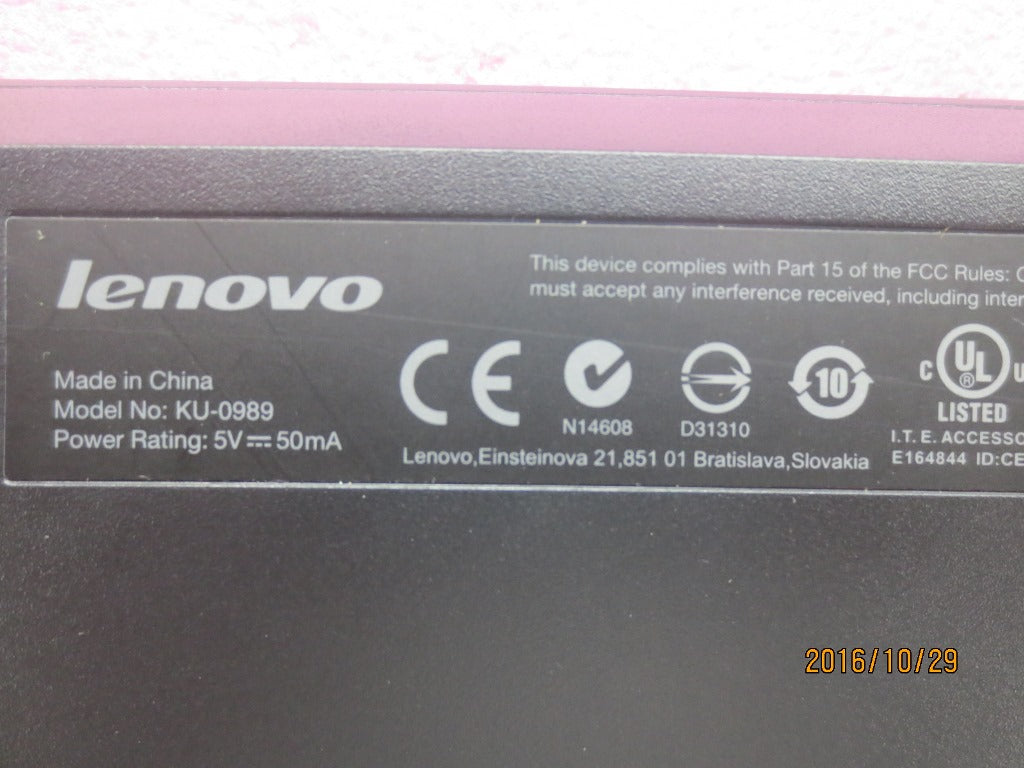 lenovo
This device complies with Part 15 of the FCC Rules:
must accept any interference received, including
Made in China
Model No: KU-0989
Power Rating: 5V⎓50mA
CE
N14608
D31310
10
C UL
®
LISTED
I.T.E.
E164844
Lenovo,Einsteinova 21,851 01 Bratislava,Slovakia
2016/10/29